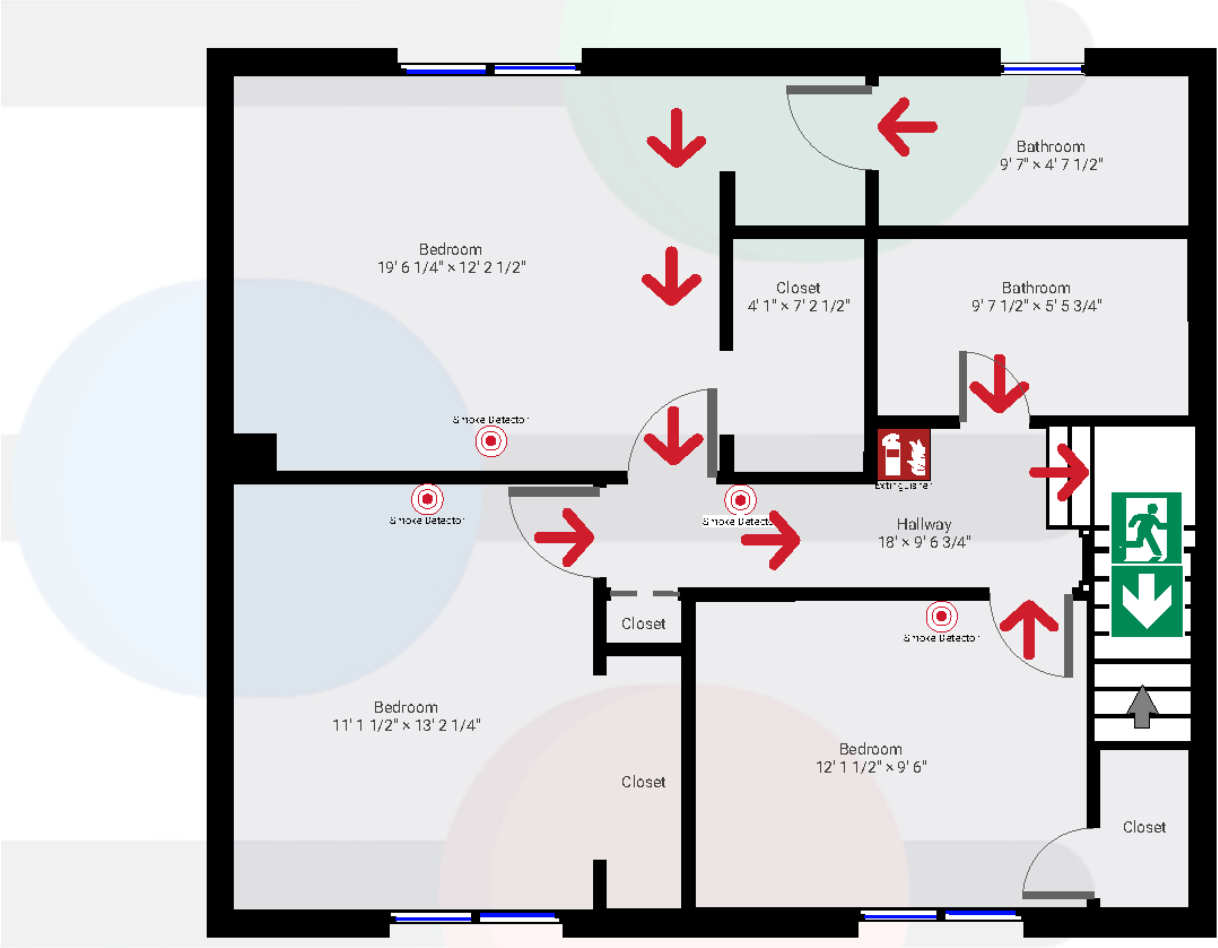 Bathroom
9' 7" × 4' 7 1/2"
Bedroom
19' 6 1/4" × 12' 2 1/2"
Closet
4' 1" × 7' 2 1/2"
Bathroom
9' 7 1/2" × 5' 5 3/4"
Smoke Detector
Extinguisher
Smoke Detector
Smoke Detector
Hallway
18' × 9' 6 3/4"
Closet
Smoke Detector
Bedroom
11' 1 1/2" × 13' 2 1/4"
Bedroom
12' 1 1/2" × 9' 6"
Closet
Closet